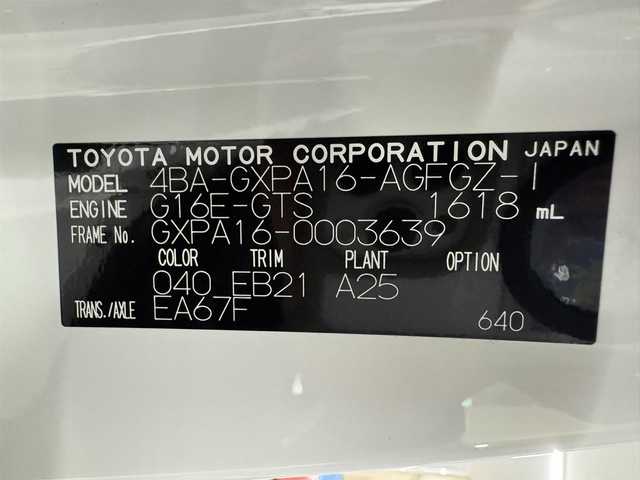 TOYOTA MOTOR CORPORATION JAPAN
MODEL 4BA-GXPA16-AGFGZ-I
ENGINE G16E-GTS 1618 mL
FRAME No. GXPA16-0003639
COLOR TRIM PLANT OPTION
040 EB21 A25
TRANS./AXLE EA67F
640